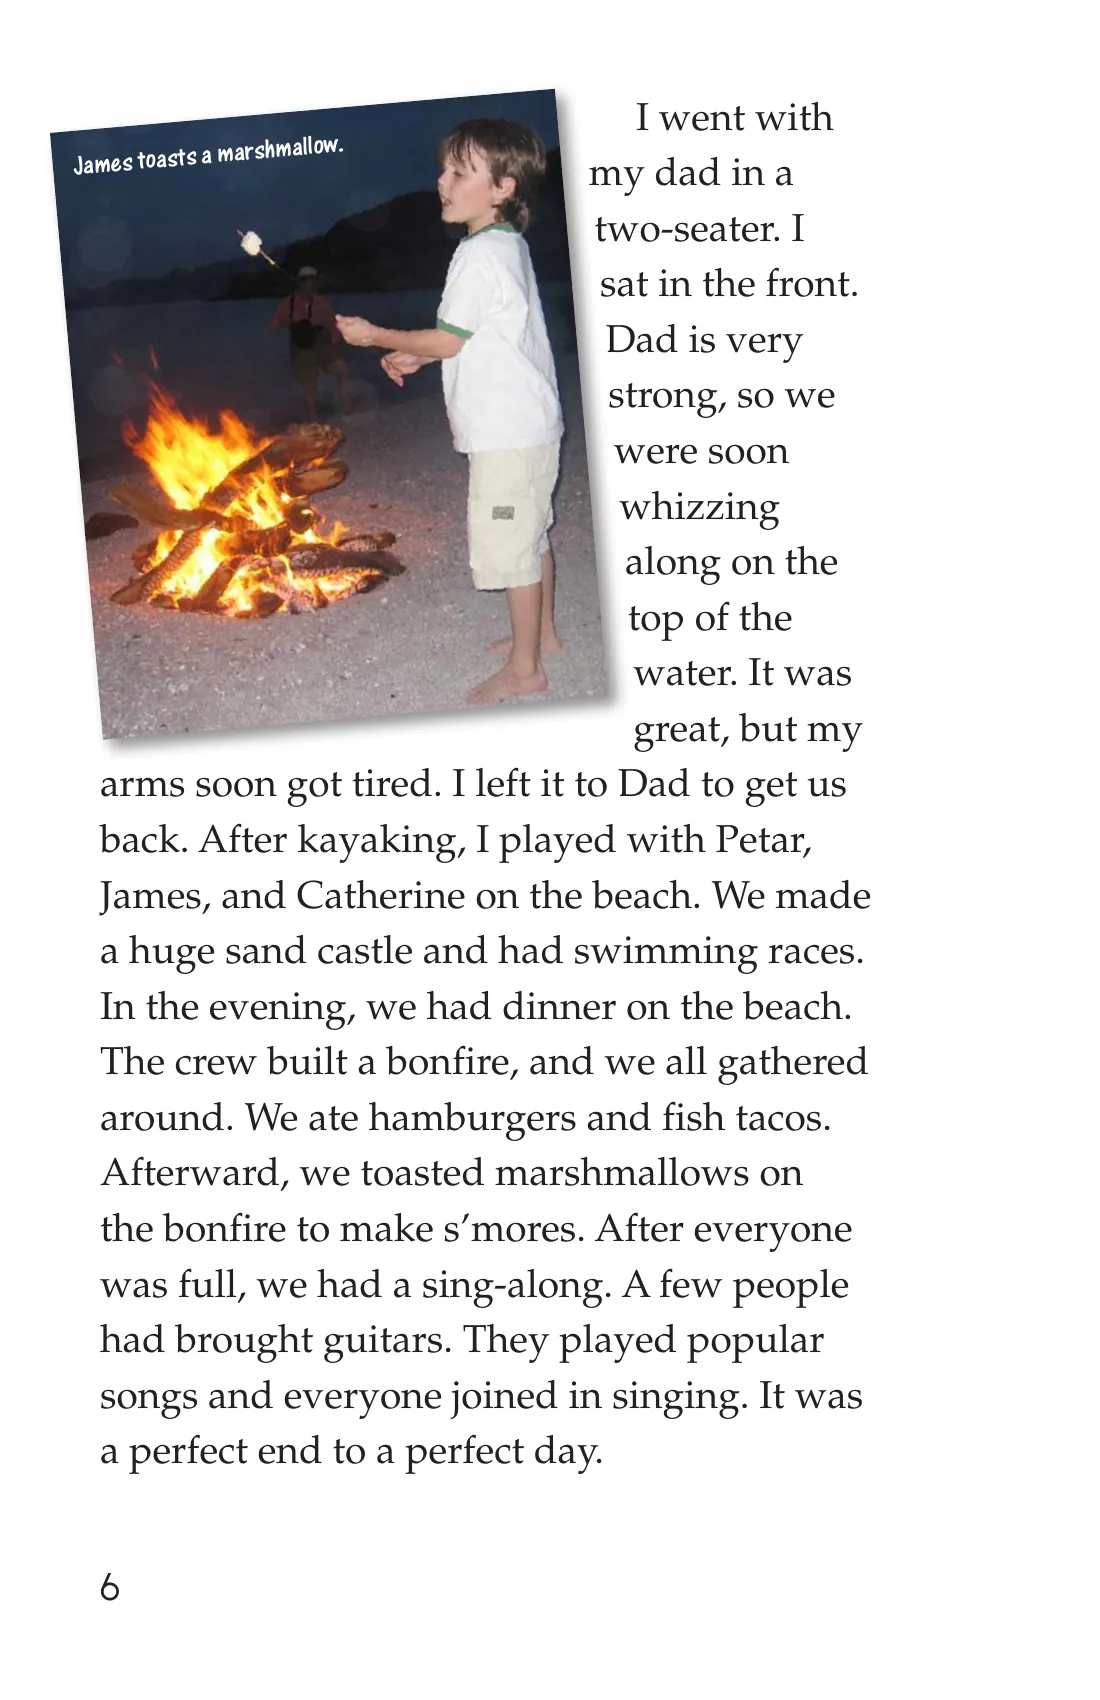 James toasts a marshmallow.
I went with
my dad in a
two-seater. I
sat in the front.
Dad is very
strong, so we
were soon
whizzing
along on the
top of the
water. It was
great, but my
arms soon got tired. I left it to Dad to get us
back. After kayaking, I played with Petar,
James, and Catherine on the beach. We made
a huge sand castle and had swimming races.
In the evening, we had dinner on the beach.
The crew built a bonfire, and we all gathered
around. We ate hamburgers and fish tacos.
Afterward, we toasted marshmallows on
the bonfire to make s’mores. After everyone
was full, we had a sing-along. A few people
had brought guitars. They played popular
songs and everyone joined in singing. It was
a perfect end to a perfect day.
6